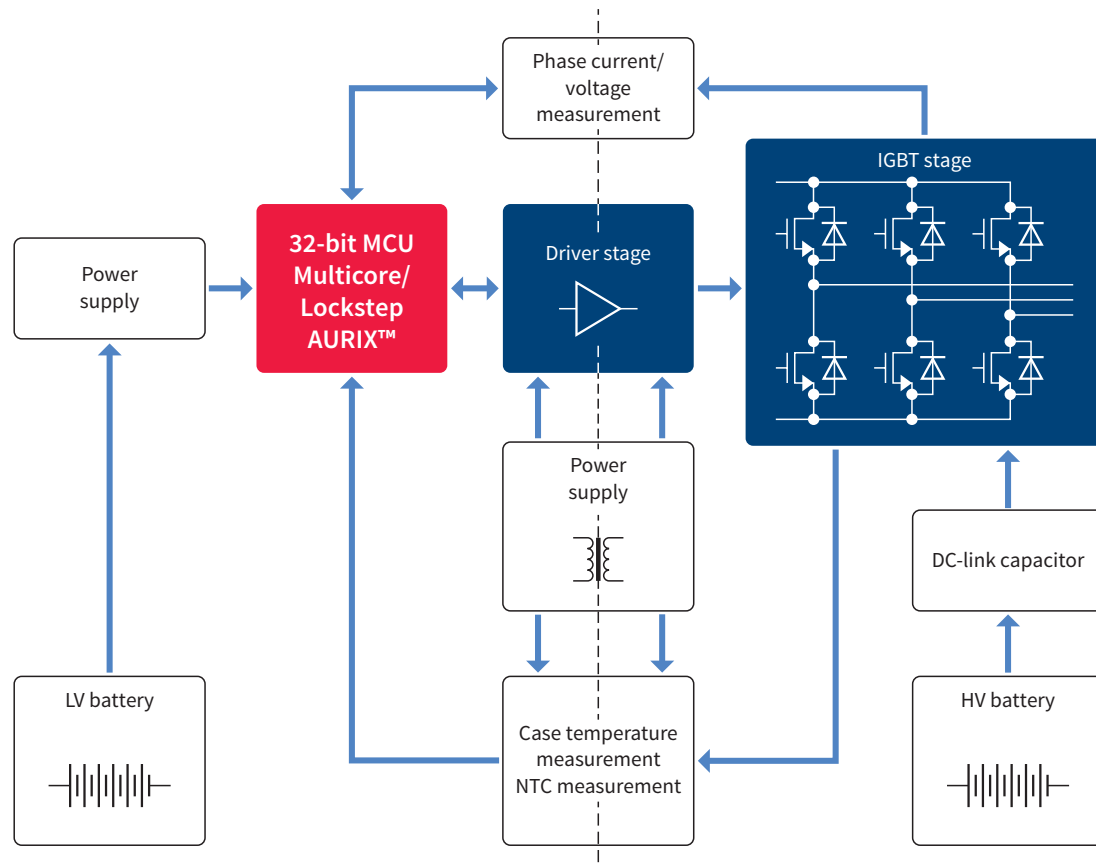 Phase current/
voltage
measurement
IGBT stage
32-bit MCU
Multicore/
Lockstep
AURIX™
Driver stage
Power
supply
Power
supply
DC-link capacitor
LV battery
Case temperature
measurement
NTC measurement
HV battery